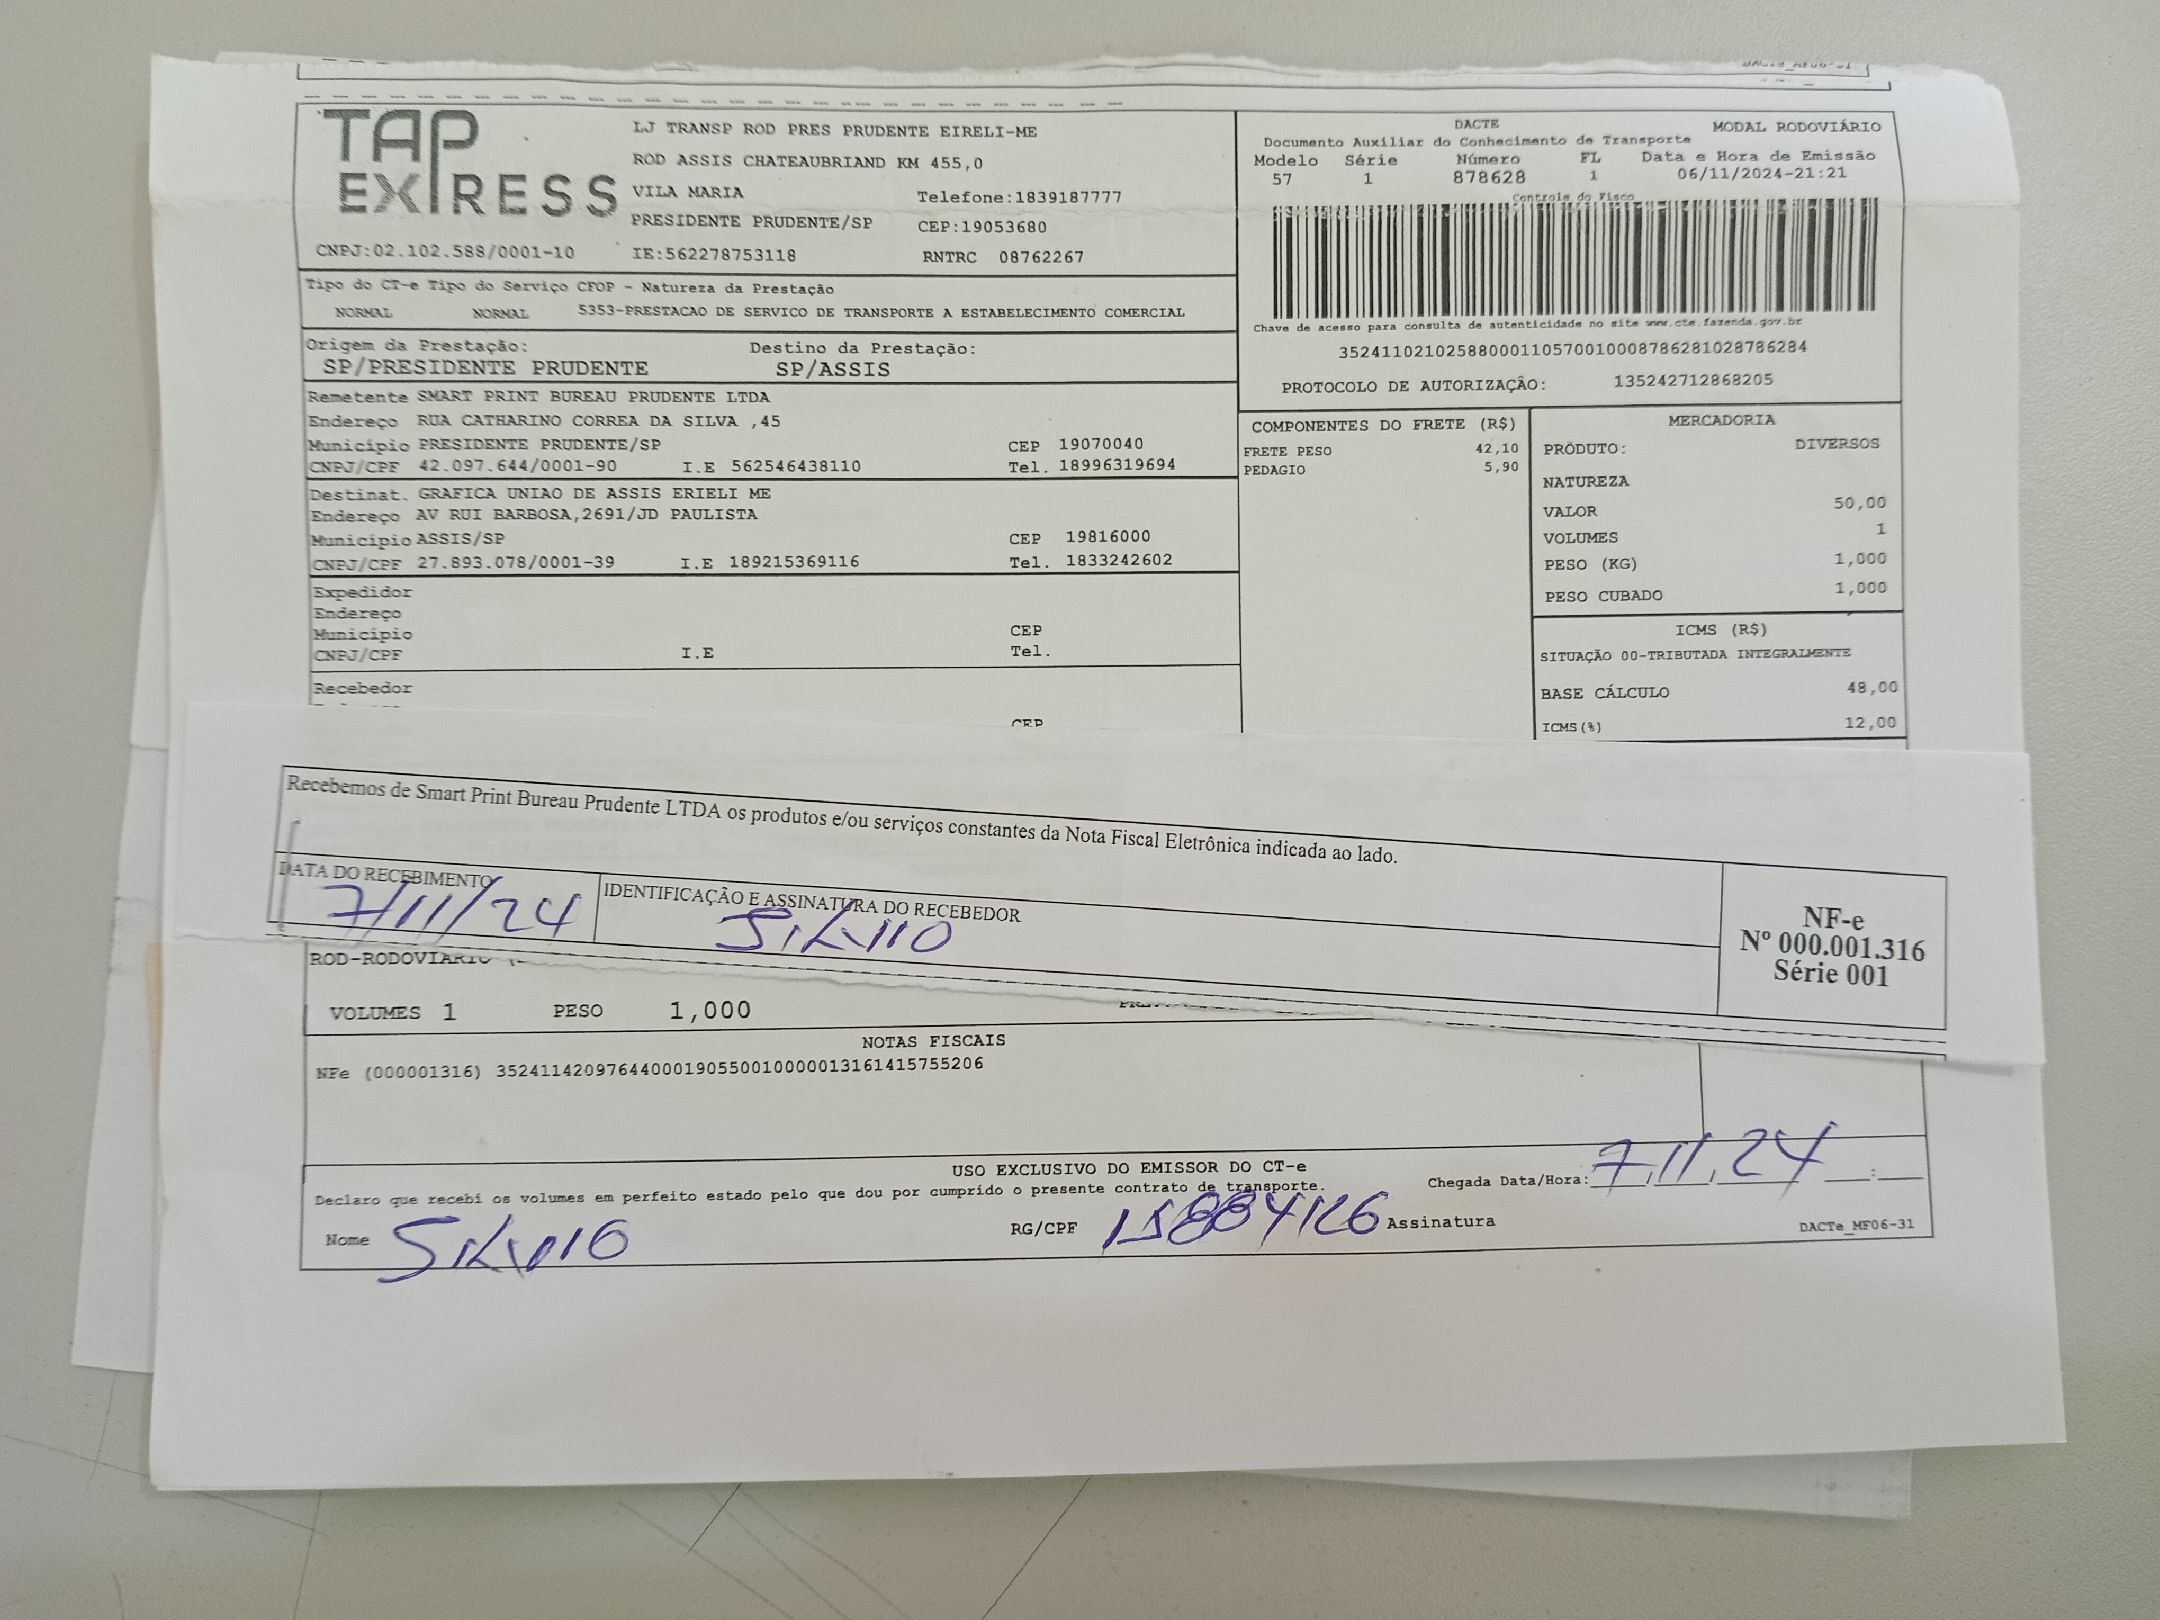 TAP EXPRESS
LJ TRANSP ROD PRES PRUDENTE EIRELI-ME
ROD ASSIS CHATEAUBRIAND KM 455,0
VILA MARIA Telefone:1839187777
PRESIDENTE PRUDENTE/SP CEP:19053680
CNPJ:02.102.588/0001-10 IE:562278753118 RNTRC 08762267
DACTE MODAL RODOVIÁRIO
Documento Auxiliar do Conhecimento de Transporte
Modelo Série Número FL Data e Hora de Emissão
57 1 878628 1 06/11/2024-21:21
Controle do Fisco
Chave de acesso para consulta de autenticidade no site www.cte.fazenda.gov.br
35241102102588000110570010008786281028786284
PROTOCOLO DE AUTORIZAÇÃO: 135242712868205
Tipo do CT-e Tipo do Serviço CFOP - Natureza da Prestação
NORMAL NORMAL 5353-PRESTACAO DE SERVICO DE TRANSPORTE A ESTABELECIMENTO COMERCIAL
Origem da Prestação: Destino da Prestação:
SP/PRESIDENTE PRUDENTE SP/ASSIS
Remetente SMART PRINT BUREAU PRUDENTE LTDA
Endereço RUA CATHARINO CORREA DA SILVA ,45
Município PRESIDENTE PRUDENTE/SP CEP 19070040
CNPJ/CPF 42.097.644/0001-90 I.E 562546438110 Tel. 18996319694
Destinat. GRAFICA UNIAO DE ASSIS ERIELI ME
Endereço AV RUI BARBOSA,2691/JD PAULISTA
Município ASSIS/SP CEP 19816000
CNPJ/CPF 27.893.078/0001-39 I.E 189215369116 Tel. 1833242602
Expedidor
Endereço
Município CEP
CNPJ/CPF I.E Tel.
Recebedor
CEP
COMPONENTES DO FRETE (R$)
FRETE PESO 42,10
PEDAGIO 5,90
MERCADORIA
PRODUTO: DIVERSOS
NATUREZA
VALOR 50,00
VOLUMES 1
PESO (KG) 1,000
PESO CUBADO 1,000
ICMS (R$)
SITUAÇÃO 00-TRIBUTADA INTEGRALMENTE
BASE CÁLCULO 48,00
ICMS(%) 12,00
Recebemos de Smart Print Bureau Prudente LTDA os produtos e/ou serviços constantes da Nota Fiscal Eletrônica indicada ao lado.
DATA DO RECEBIMENTO IDENTIFICAÇÃO E ASSINATURA DO RECEBEDOR
7/11/24 Silvio
NF-e
Nº 000.001.316
Série 001
ROD-RODOVIARIO
VOLUMES 1 PESO 1,000
NOTAS FISCAIS
NFe (000001316) 35241142097644000190550010000013161415755206
USO EXCLUSIVO DO EMISSOR DO CT-e
Declaro que recebi os volumes em perfeito estado pelo que dou por cumprido o presente contrato de transporte. Chegada Data/Hora: 7 11 24 :
Nome Silvio RG/CPF Assinatura
DACTe_MF06-31